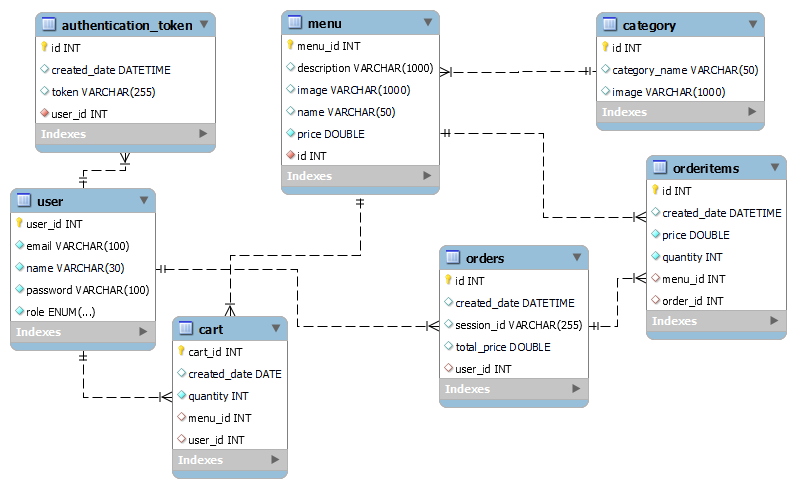 authentication_token
id INT
created_date DATETIME
token VARCHAR(255)
user_id INT
Indexes
menu
menu_id INT
description VARCHAR(1000)
image VARCHAR(1000)
name VARCHAR(50)
price DOUBLE
id INT
Indexes
category
id INT
category_name VARCHAR(50)
image VARCHAR(1000)
Indexes
orderitems
id INT
created_date DATETIME
price DOUBLE
quantity INT
menu_id INT
order_id INT
Indexes
user
user_id INT
email VARCHAR(100)
name VARCHAR(30)
password VARCHAR(100)
role ENUM(...)
Indexes
orders
id INT
created_date DATETIME
session_id VARCHAR(255)
total_price DOUBLE
user_id INT
Indexes
cart
cart_id INT
created_date DATE
quantity INT
menu_id INT
user_id INT
Indexes